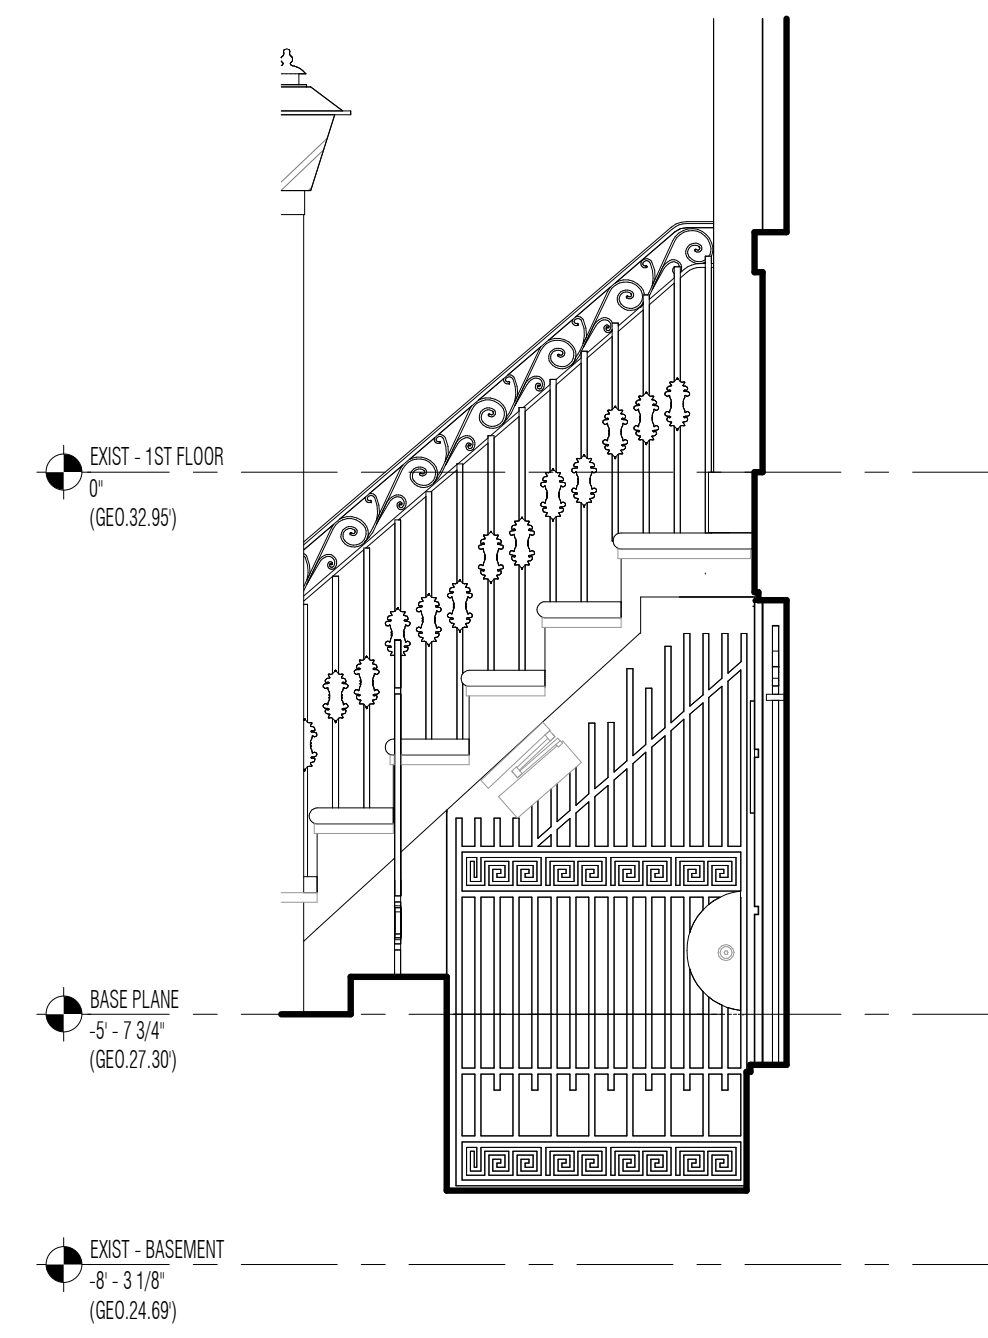 EXIST - 1ST FLOOR
0"
(GEO.32.95')
BASE PLANE
-5' - 7 3/4"
(GEO.27.30')
EXIST - BASEMENT
-8' - 3 1/8"
(GEO.24.69')